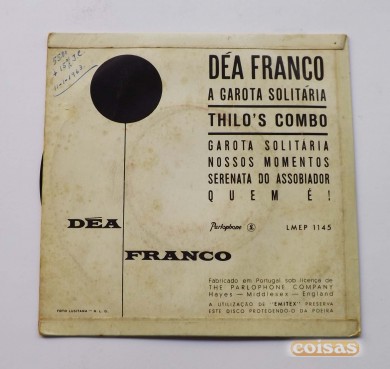 DÉA FRANCO
A GAROTA SOLITÁRIA
THILO'S COMBO
GAROTA SOLITÁRIA
NOSSOS MOMENTOS
SERENATA DO ASSOBIADOR
QUEM É!
Parlophone LMEP 1145
DÉA
FRANCO
Fabricado em Portugal sob licença de
THE PARLOPHONE COMPANY
Hayes — Middlesex — England
A UTILIZAÇÃO DE "EMITEX" PRESERVA
ESTE DISCO PROTEGENDO-O DA POEIRA
coisas